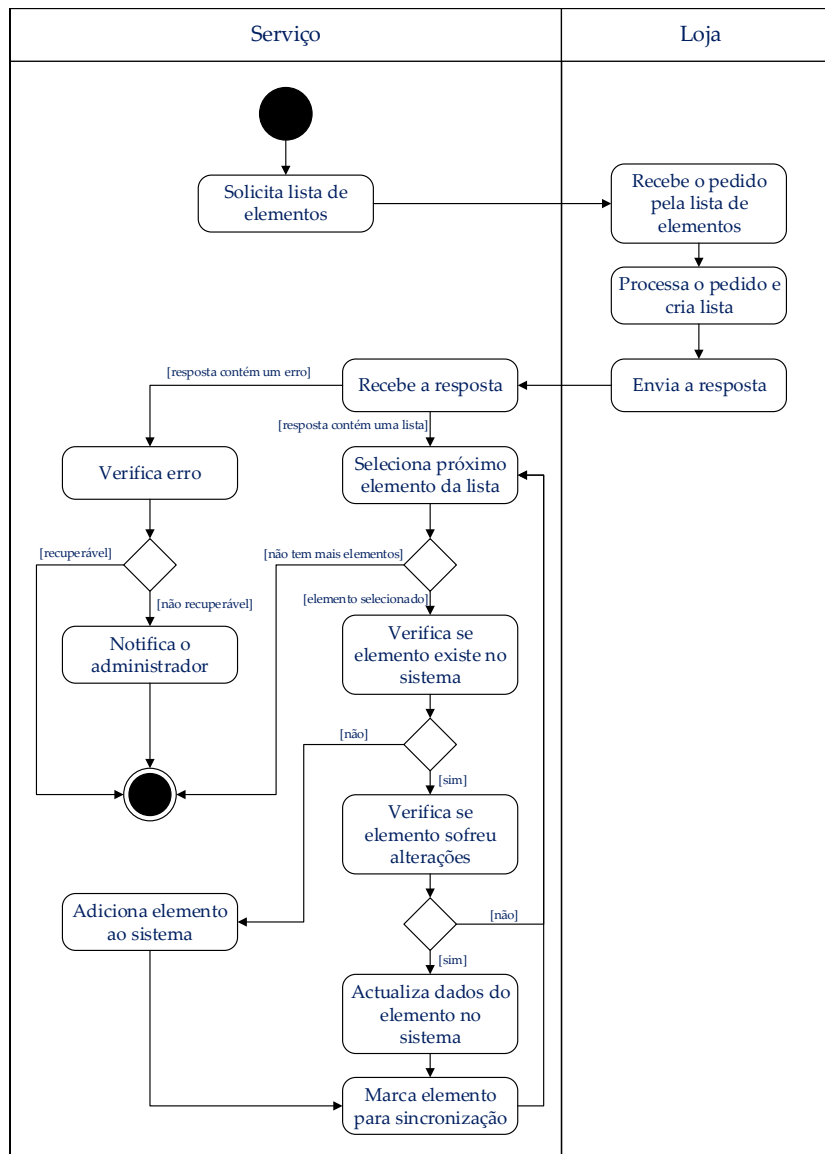 Serviço
Loja
Solicita lista de
elementos
Recebe o pedido
pela lista de
elementos
Processa o pedido e
cria lista
Envia a resposta
Recebe a resposta
[resposta contém um erro]
[resposta contém uma lista]
Verifica erro
Seleciona próximo
elemento da lista
[recuperável]
[não tem mais elementos]
[não recuperável]
[elemento selecionado]
Notifica o
administrador
Verifica se
elemento existe no
sistema
[não]
[sim]
Verifica se
elemento sofreu
alterações
Adiciona elemento
ao sistema
[não]
[sim]
Actualiza dados do
elemento no
sistema
Marca elemento
para sincronização